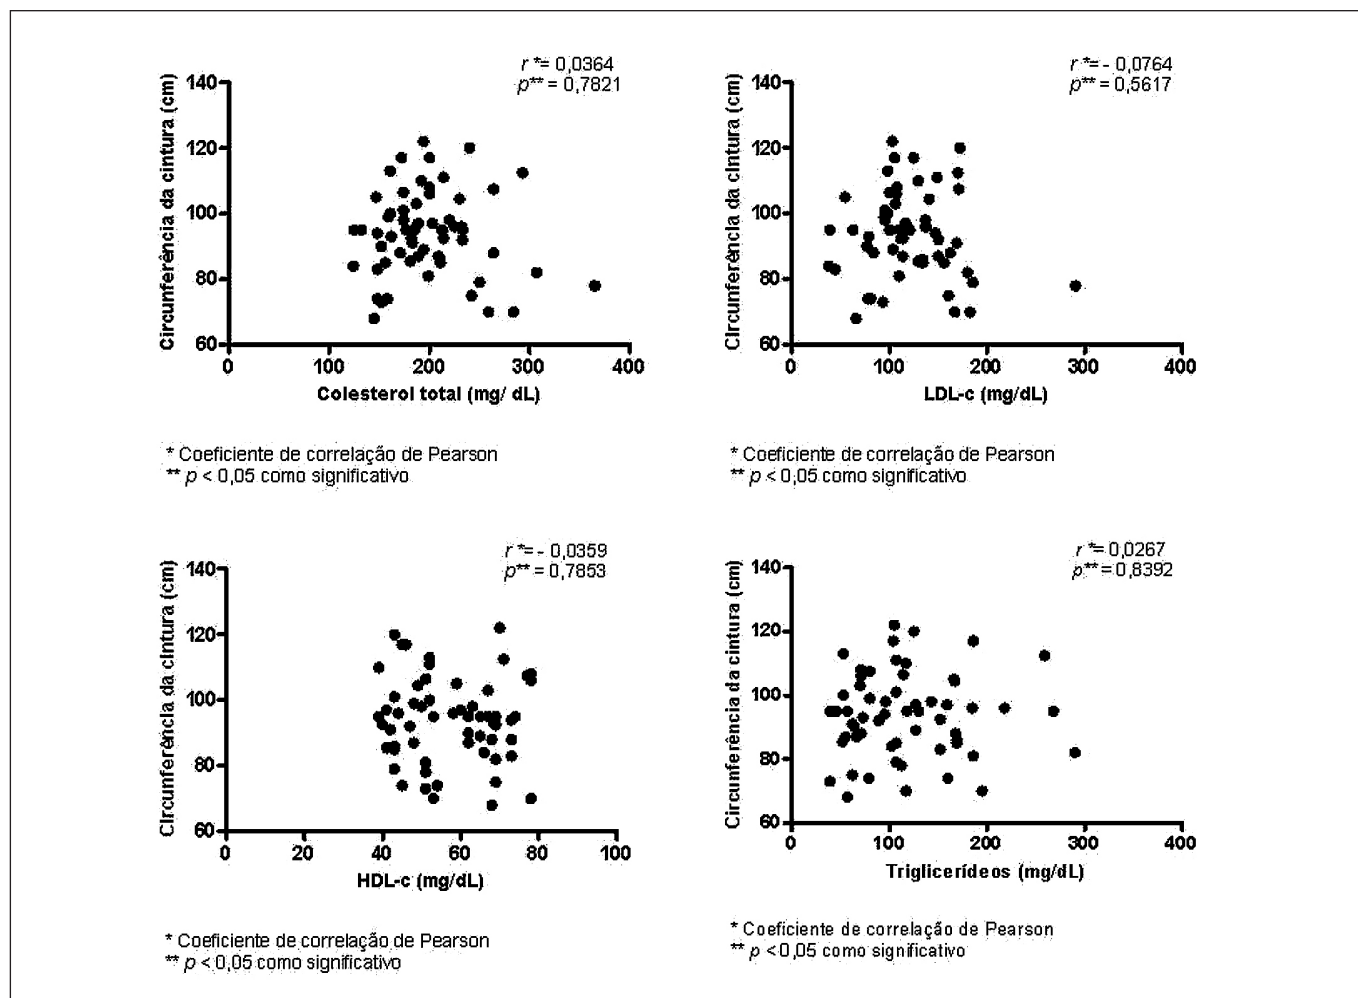 r *= 0,0364
p** = 0,7821
Circunferência da cintura (cm)
140
120
100
80
60
0 100 200 300 400
Colesterol total (mg/ dL)
* Coeficiente de correlação de Pearson
** p < 0,05 como significativo
r *= - 0,0764
p** = 0,5617
Circunferência da cintura (cm)
140
120
100
80
60
0 100 200 300 400
LDL-c (mg/dL)
* Coeficiente de correlação de Pearson
** p < 0,05 como significativo
r *= - 0,0359
p** = 0,7853
Circunferência da cintura (cm)
140
120
100
80
60
0 20 40 60 80 100
HDL-c (mg/dL)
* Coeficiente de correlação de Pearson
** p < 0,05 como significativo
r *= 0,0267
p** = 0,8392
Circunferência da cintura (cm)
140
120
100
80
60
0 100 200 300 400
Triglicerídeos (mg/dL)
* Coeficiente de correlação de Pearson
** p < 0,05 como significativo